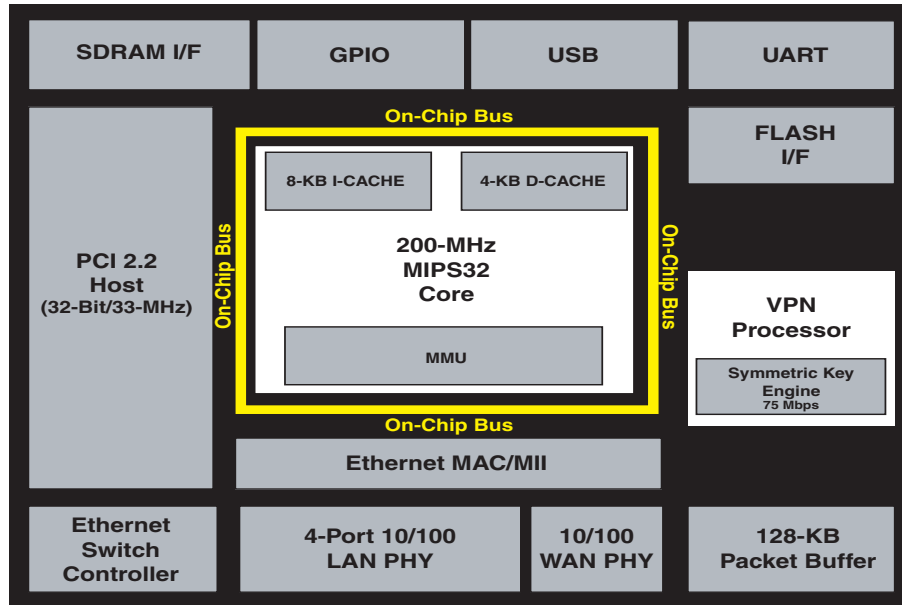 SDRAM I/F
GPIO
USB
UART
On-Chip Bus
FLASH
I/F
8-KB I-CACHE
4-KB D-CACHE
PCI 2.2
Host
(32-Bit/33-MHz)
On-Chip Bus
200-MHz
MIPS32
Core
On-Chip Bus
VPN
Processor
MMU
Symmetric Key
Engine
75 Mbps
On-Chip Bus
Ethernet MAC/MII
Ethernet
Switch
Controller
4-Port 10/100
LAN PHY
10/100
WAN PHY
128-KB
Packet Buffer